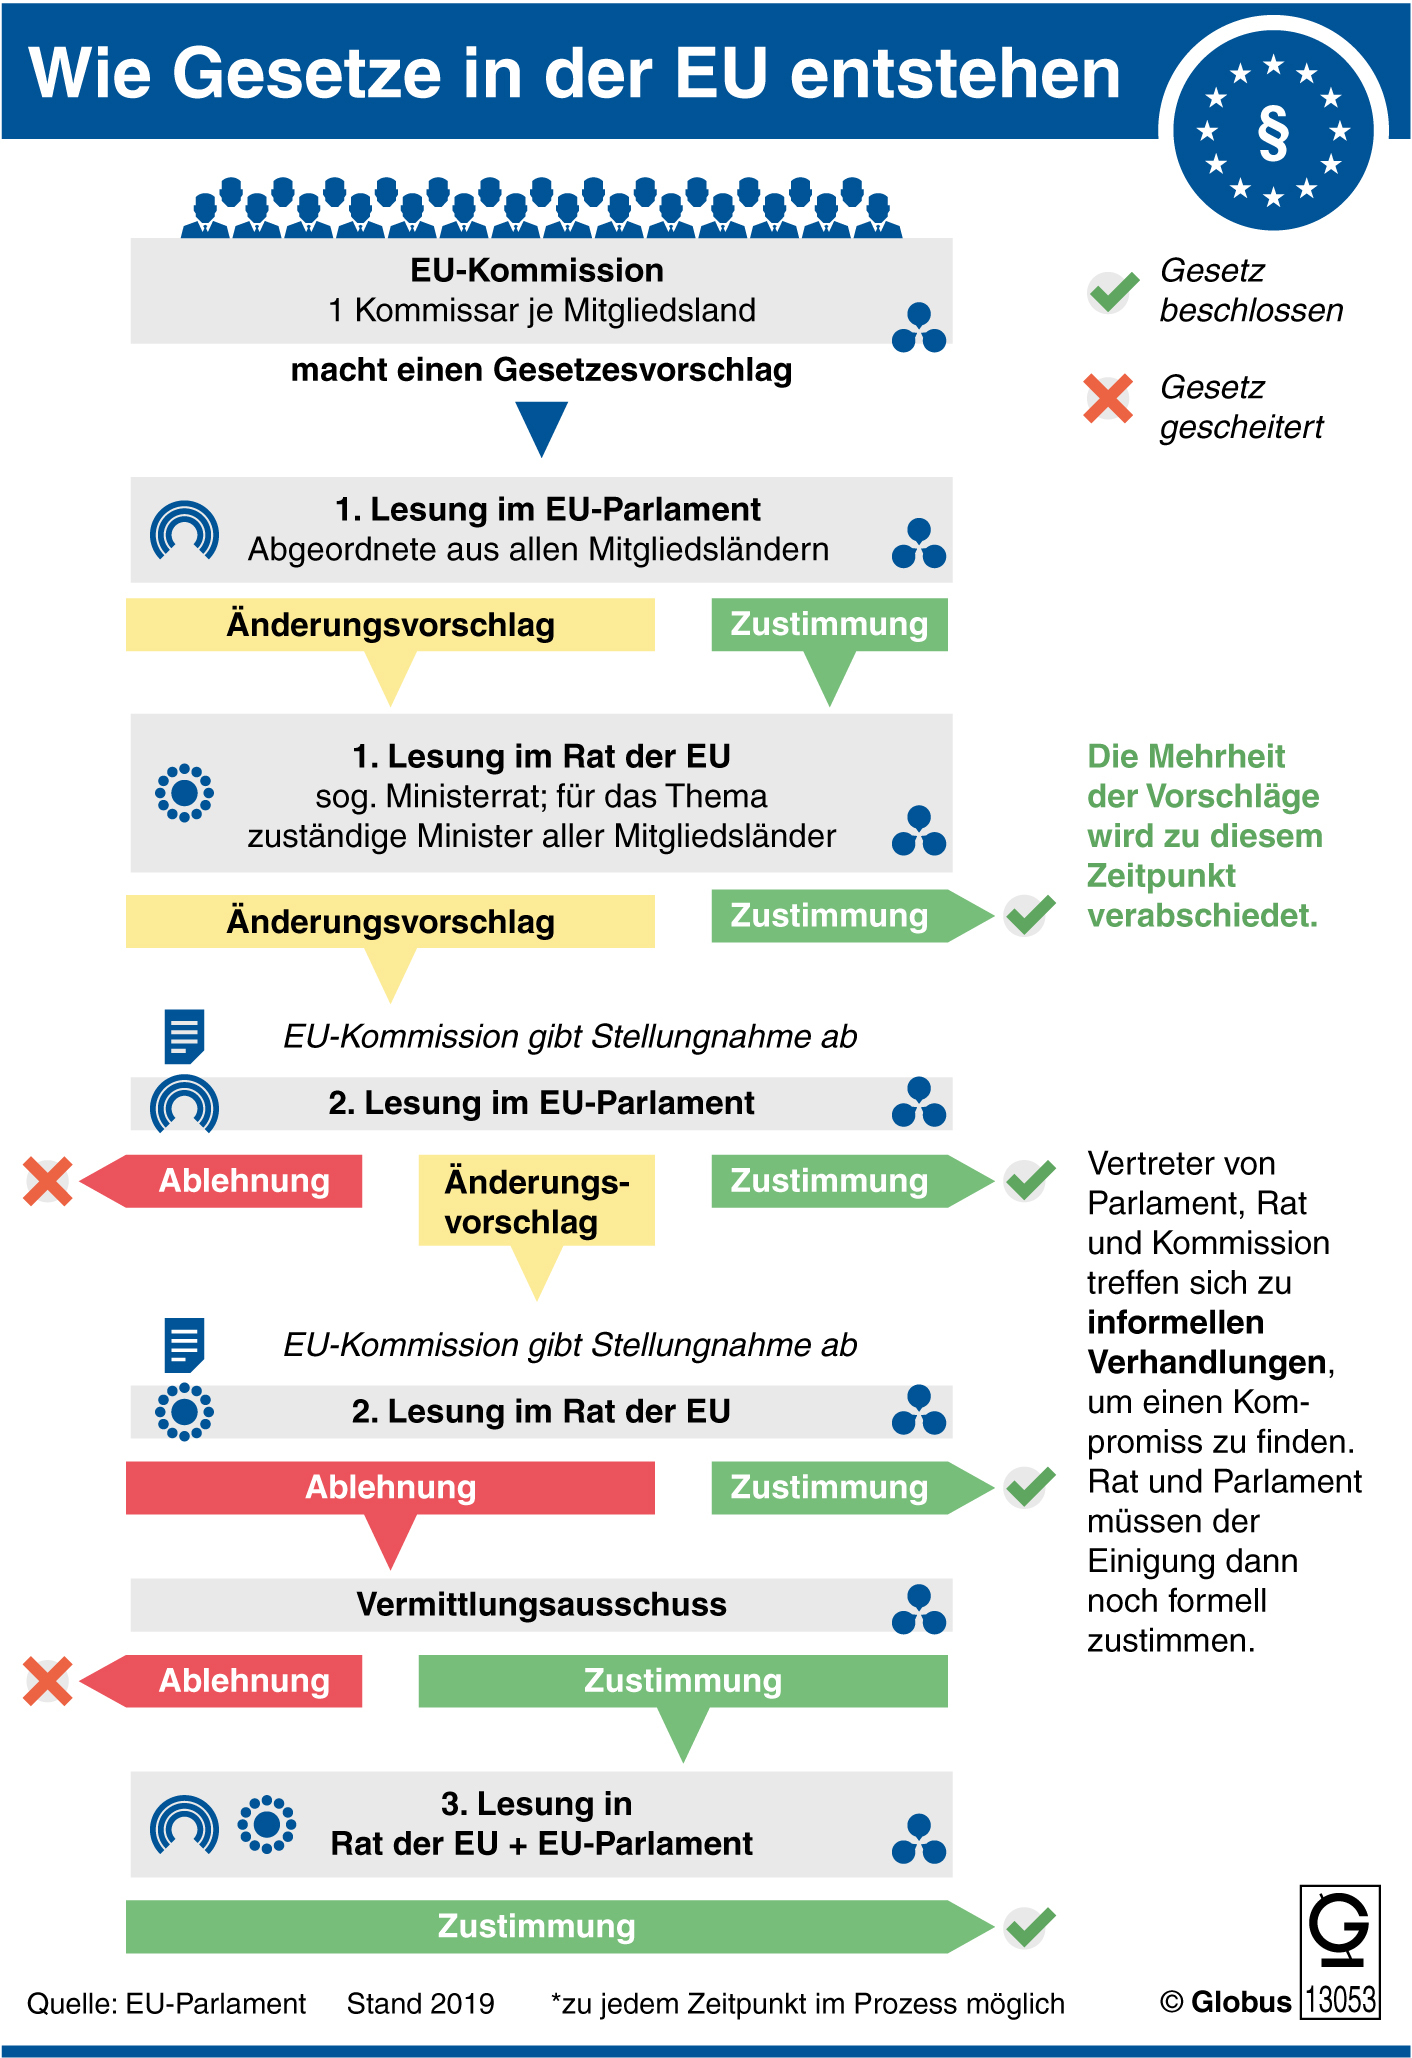 Wie Gesetze in der EU entstehen
§
EU-Kommission
1 Kommissar je Mitgliedsland
macht einen Gesetzesvorschlag
Gesetz
beschlossen
Gesetz
gescheitert
1. Lesung im EU-Parlament
Abgeordnete aus allen Mitgliedsländern
Änderungsvorschlag
Zustimmung
1. Lesung im Rat der EU
sog. Ministerrat; für das Thema
zuständige Minister aller Mitgliedsländer
Änderungsvorschlag
Zustimmung
Die Mehrheit
der Vorschläge
wird zu diesem
Zeitpunkt
verabschiedet.
EU-Kommission gibt Stellungnahme ab
2. Lesung im EU-Parlament
Ablehnung
Änderungs-
vorschlag
Zustimmung
EU-Kommission gibt Stellungnahme ab
2. Lesung im Rat der EU
Ablehnung
Zustimmung
Vertreter von
Parlament, Rat
und Kommission
treffen sich zu
informellen
Verhandlungen,
um einen Kom-
promiss zu finden.
Rat und Parlament
müssen der
Einigung dann
noch formell
zustimmen.
Vermittlungsausschuss
Ablehnung
Zustimmung
3. Lesung in
Rat der EU + EU-Parlament
Zustimmung
Quelle: EU-Parlament Stand 2019 *zu jedem Zeitpunkt im Prozess möglich
© Globus
G
13053